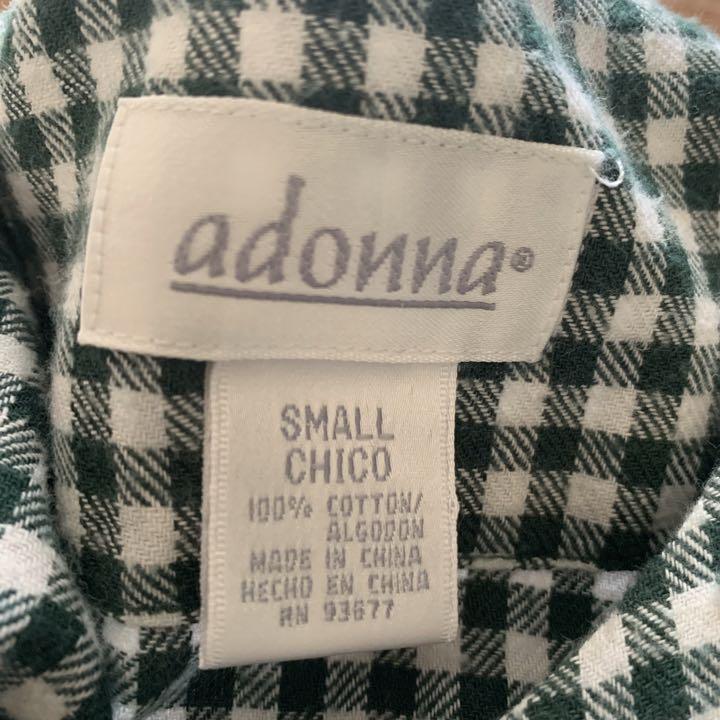 adonna®
SMALL
CHICO
100% COTTON/
ALGODON
MADE IN CHINA
HECHO EN CHINA
RN 93677